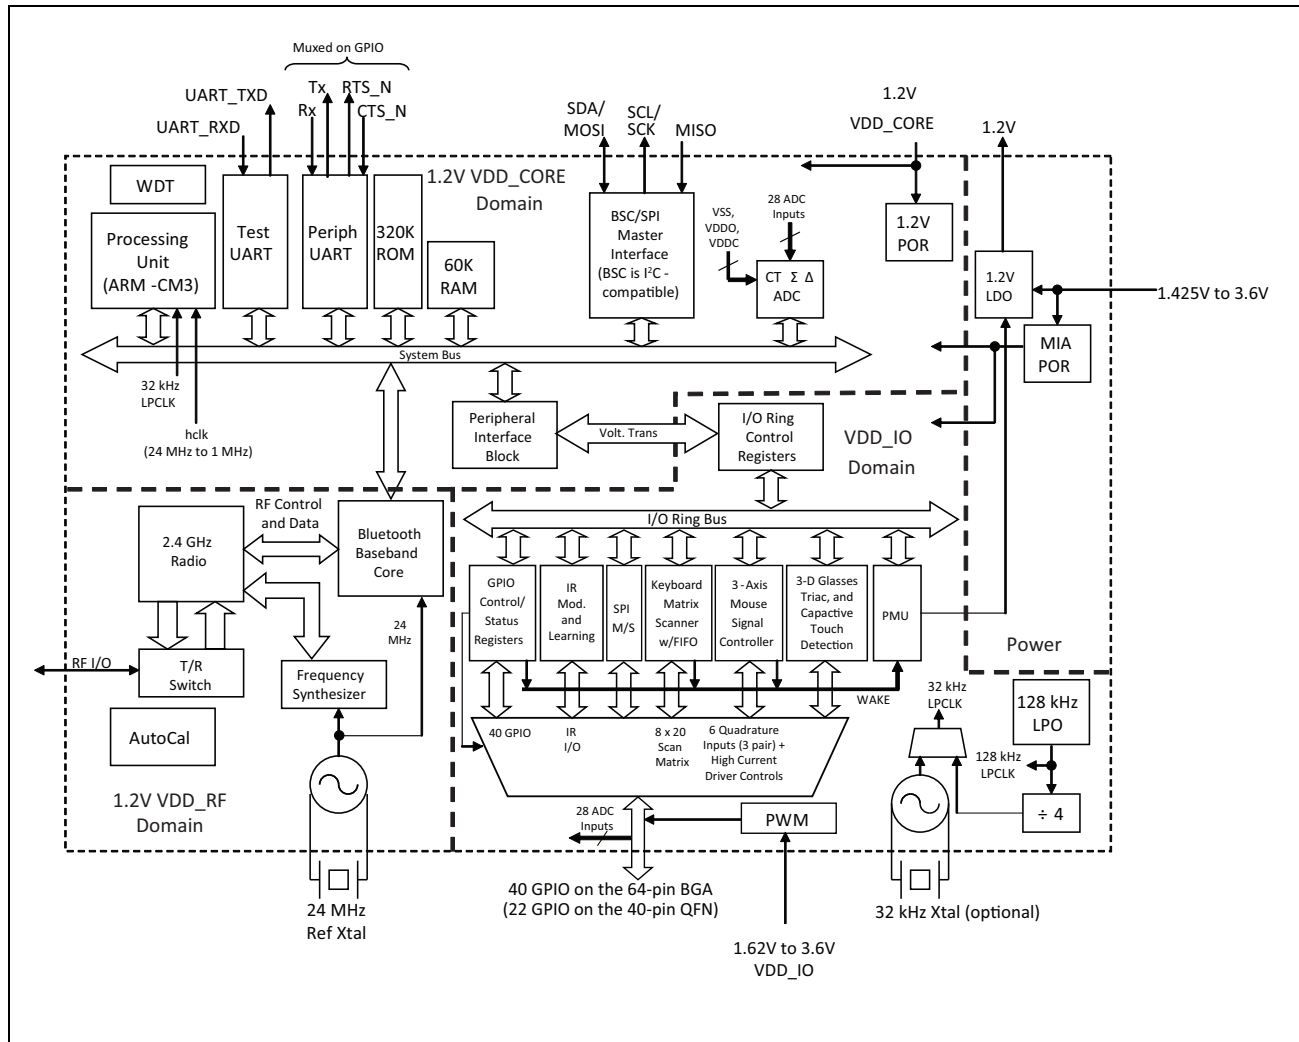 Muxed on GPIO
UART_TXD
UART_RXD
Tx
RTS_N
Rx
CTS_N
SDA/
MOSI
SCL/
SCK
MISO
1.2V
VDD_CORE
1.2V
WDT
Processing
Unit
(ARM -CM3)
Test
UART
Periph
UART
320K
ROM
1.2V VDD_CORE
Domain
60K
RAM
BSC/SPI
Master
Interface
(BSC is I²C -
compatible)
VSS,
VDDO,
VDDC
28 ADC
Inputs
CT Σ Δ
ADC
1.2V
POR
1.2V
LDO
1.425V to 3.6V
MIA
POR
System Bus
32 kHz
LPCLK
hclk
(24 MHz to 1 MHz)
Peripheral
Interface
Block
Volt. Trans
I/O Ring
Control
Registers
VDD_IO
Domain
RF Control
and Data
2.4 GHz
Radio
Bluetooth
Baseband
Core
I/O Ring Bus
GPIO
Control/
Status
Registers
IR
Mod.
and
Learning
SPI
M/S
Keyboard
Matrix
Scanner
w/FIFO
3-Axis
Mouse
Signal
Controller
3-D Glasses
Triac, and
Capactive
Touch
Detection
PMU
24
MHz
Power
RF I/O
T/R
Switch
Frequency
Synthesizer
WAKE
AutoCal
40 GPIO
IR
I/O
8 x 20
Scan
Matrix
6 Quadrature
Inputs (3 pair) +
High Current
Driver Controls
32 kHz
LPCLK
128 kHz
LPO
128 kHz
LPCLK
÷ 4
1.2V VDD_RF
Domain
28 ADC
Inputs
PWM
24 MHz
Ref Xtal
40 GPIO on the 64-pin BGA
(22 GPIO on the 40-pin QFN)
32 kHz Xtal (optional)
1.62V to 3.6V
VDD_IO